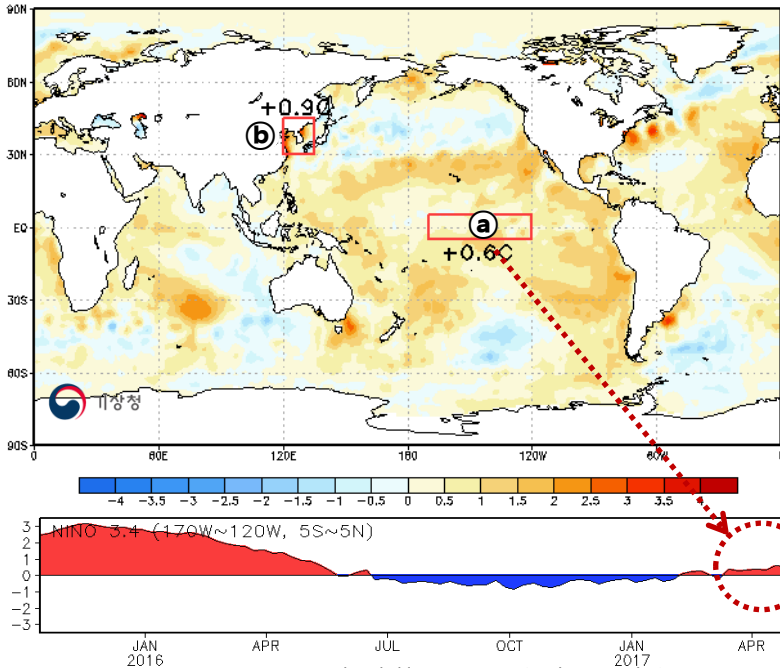 90N
60N
30N
EQ
30S
60S
90S
+0.90
ⓑ
ⓐ
+0.60
기상청
0
60E
120E
180
120W
60W
0
-4
-3.5
-3
-2.5
-2
-1.5
-1
-0.5
0
0.5
1
1.5
2
2.5
3
3.5
NINO 3.4 (170W~120W, 5S~5N)
3
2
1
0
-1
-2
-3
JAN
2016
APR
JUL
OCT
JAN
2017
APR